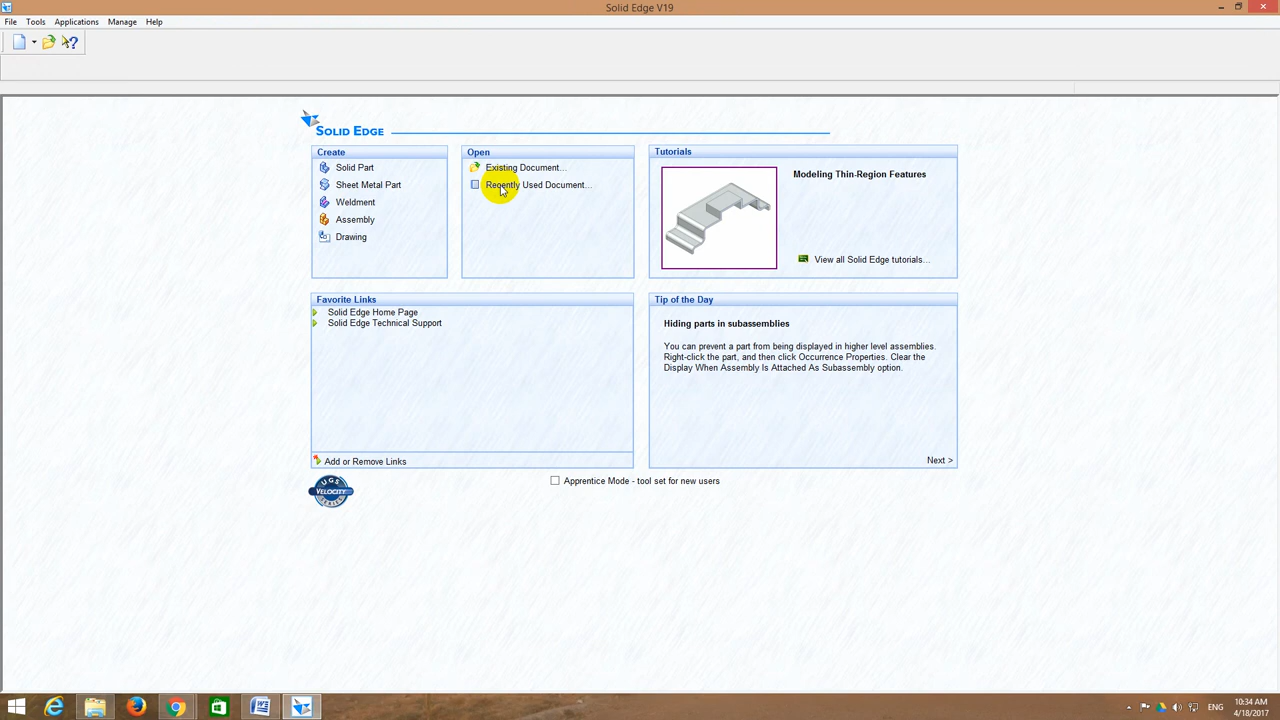 Solid Edge V19
File Tools Applications Manage Help
SOLID EDGE
Create
Solid Part
Sheet Metal Part
Weldment
Assembly
Drawing
Open
Existing Document...
Recently Used Document...
Tutorials
Modeling Thin-Region Features
View all Solid Edge tutorials...
Favorite Links
Solid Edge Home Page
Solid Edge Technical Support
Add or Remove Links
Tip of the Day
Hiding parts in subassemblies
You can prevent a part from being displayed in higher level assemblies.
Right-click the part, and then click Occurrence Properties. Clear the
Display When Assembly Is Attached As Subassembly option.
Next >
UGS
VELOCITY
SERIES
Apprentice Mode - tool set for new users
ENG
10:34 AM
4/18/2017